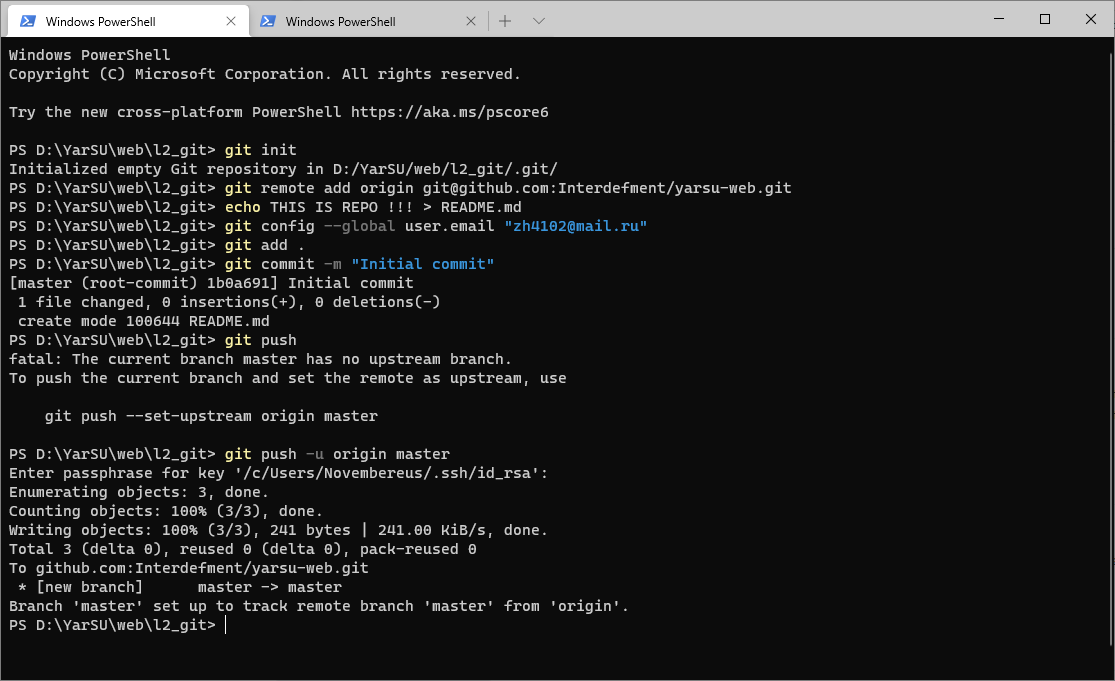 Windows PowerShell
Windows PowerShell
Windows PowerShell
Copyright (C) Microsoft Corporation. All rights reserved.
Try the new cross-platform PowerShell https://aka.ms/pscore6
PS D:\YarSU\web\l2_git> git init
Initialized empty Git repository in D:/YarSU/web/l2_git/.git/
PS D:\YarSU\web\l2_git> git remote add origin git@github.com:Interdefment/yarsu-web.git
PS D:\YarSU\web\l2_git> echo THIS IS REPO !!! > README.md
PS D:\YarSU\web\l2_git> git config --global user.email "zh4102@mail.ru"
PS D:\YarSU\web\l2_git> git add .
PS D:\YarSU\web\l2_git> git commit -m "Initial commit"
[master (root-commit) 1b0a691] Initial commit
 1 file changed, 0 insertions(+), 0 deletions(-)
 create mode 100644 README.md
PS D:\YarSU\web\l2_git> git push
fatal: The current branch master has no upstream branch.
To push the current branch and set the remote as upstream, use
    git push --set-upstream origin master
PS D:\YarSU\web\l2_git> git push -u origin master
Enter passphrase for key '/c/Users/Novembereus/.ssh/id_rsa':
Enumerating objects: 3, done.
Counting objects: 100% (3/3), done.
Writing objects: 100% (3/3), 241 bytes | 241.00 KiB/s, done.
Total 3 (delta 0), reused 0 (delta 0), pack-reused 0
To github.com:Interdefment/yarsu-web.git
 * [new branch]      master -> master
Branch 'master' set up to track remote branch 'master' from 'origin'.
PS D:\YarSU\web\l2_git>